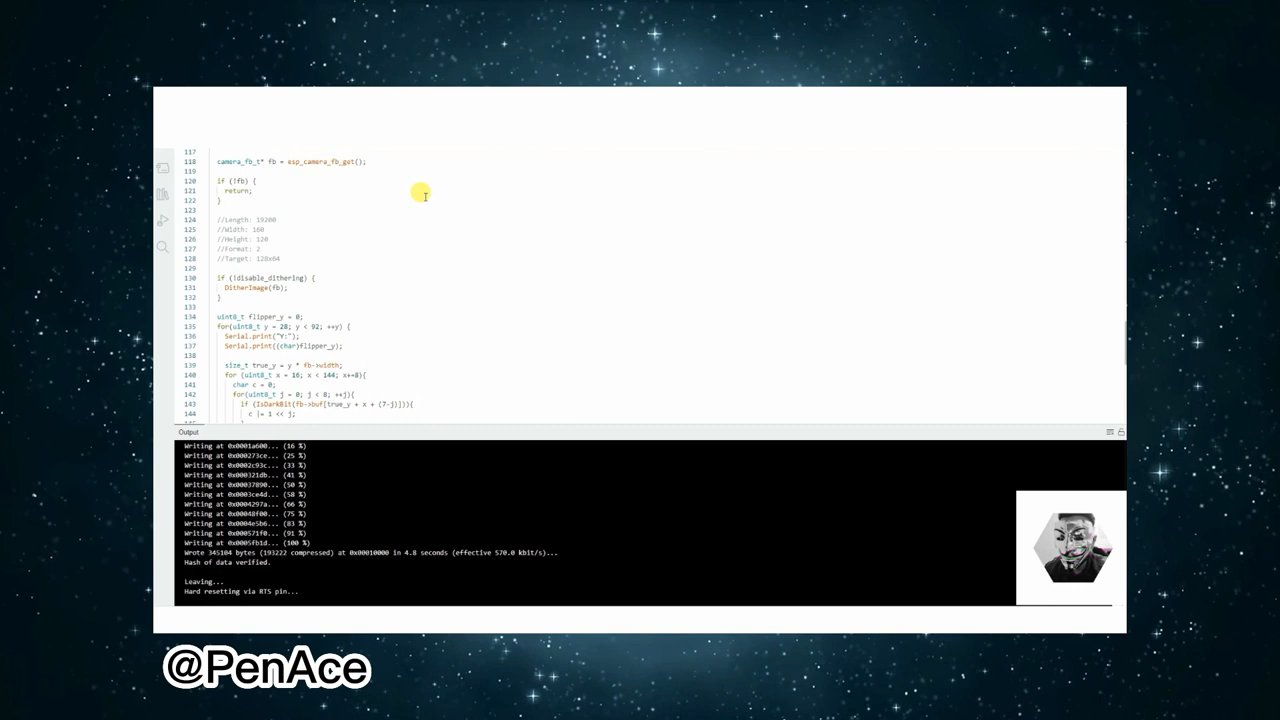 117
118 camera_fb_t* fb = esp_camera_fb_get();
119
120 if (!fb) {
121 return;
122 }
123
124 //Length: 19200
125 //Width: 160
126 //Height: 120
127 //Format: 2
128 //Target: 128x64
129
130 if (!disable_dithering) {
131 DitherImage(fb);
132 }
133
134 uint8_t flipper_y = 0;
135 for(uint8_t y = 28; y < 92; ++y) {
136 Serial.print("Y:");
137 Serial.print((char)flipper_y);
138
139 size_t true_y = y * fb->width;
140 for (uint8_t x = 16; x < 144; x+=8){
141 char c = 0;
142 for(uint8_t j = 0; j < 8; ++j){
143 if (IsDarkBit(fb->buf[true_y + x + (7-j)])){
144 c |= 1 << j;
Output
Writing at 0x0001a600... (16 %)
Writing at 0x000273ce... (25 %)
Writing at 0x0002c93c... (33 %)
Writing at 0x000321db... (41 %)
Writing at 0x00037890... (50 %)
Writing at 0x0003ce4d... (58 %)
Writing at 0x0004297a... (66 %)
Writing at 0x00048f00... (75 %)
Writing at 0x0004e5b6... (83 %)
Writing at 0x000571f0... (91 %)
Writing at 0x0005fb1d... (100 %)
Wrote 345104 bytes (193222 compressed) at 0x00010000 in 4.8 seconds (effective 570.0 kbit/s)...
Hash of data verified.
Leaving...
Hard resetting via RTS pin...
@PenAce